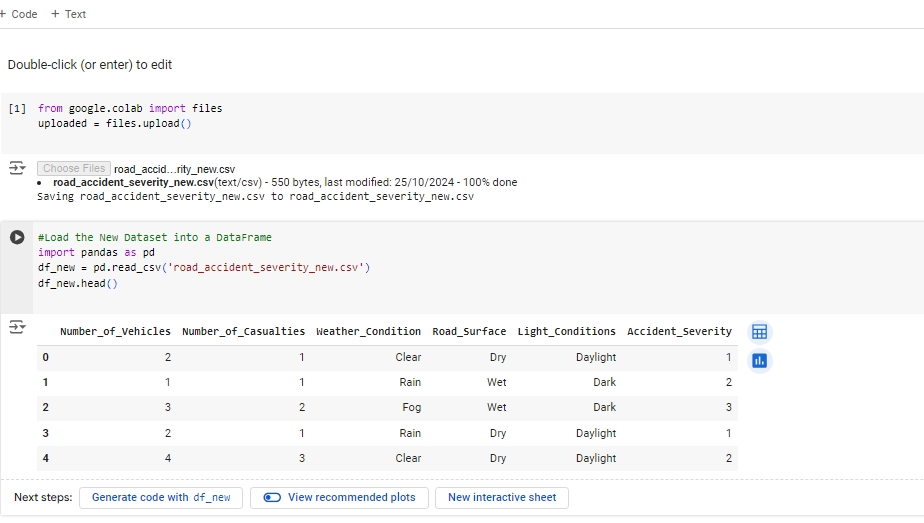 + Code + Text
Double-click (or enter) to edit
[1] from google.colab import files
uploaded = files.upload()
Choose Files road_accid...rity_new.csv
• road_accident_severity_new.csv(text/csv) - 550 bytes, last modified: 25/10/2024 - 100% done
Saving road_accident_severity_new.csv to road_accident_severity_new.csv
#Load the New Dataset into a DataFrame
import pandas as pd
df_new = pd.read_csv('road_accident_severity_new.csv')
df_new.head()
Number_of_Vehicles Number_of_Casualties Weather_Condition Road_Surface Light_Conditions Accident_Severity
0 2 1 Clear Dry Daylight 1
1 1 1 Rain Wet Dark 2
2 3 2 Fog Wet Dark 3
3 2 1 Rain Dry Daylight 1
4 4 3 Clear Dry Daylight 2
Next steps: Generate code with df_new View recommended plots New interactive sheet